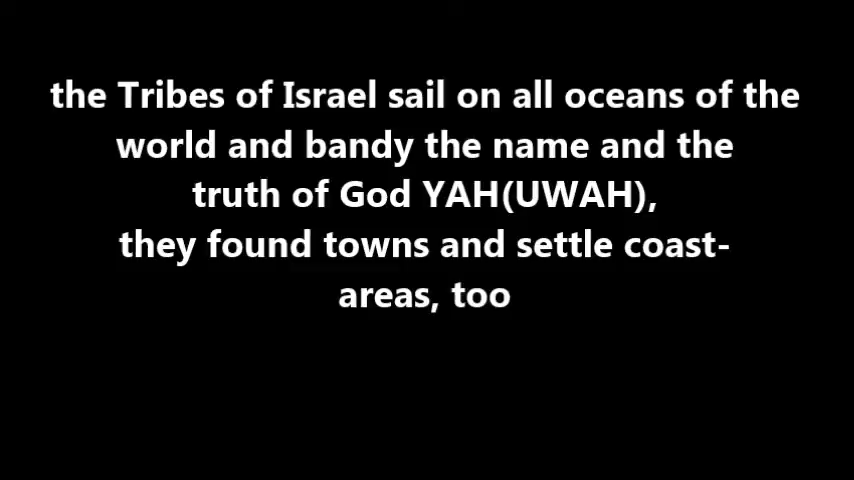 the Tribes of Israel sail on all oceans of the
world and bandy the name and the
truth of God YAH(UWAH),
they found towns and settle coast-
areas, too